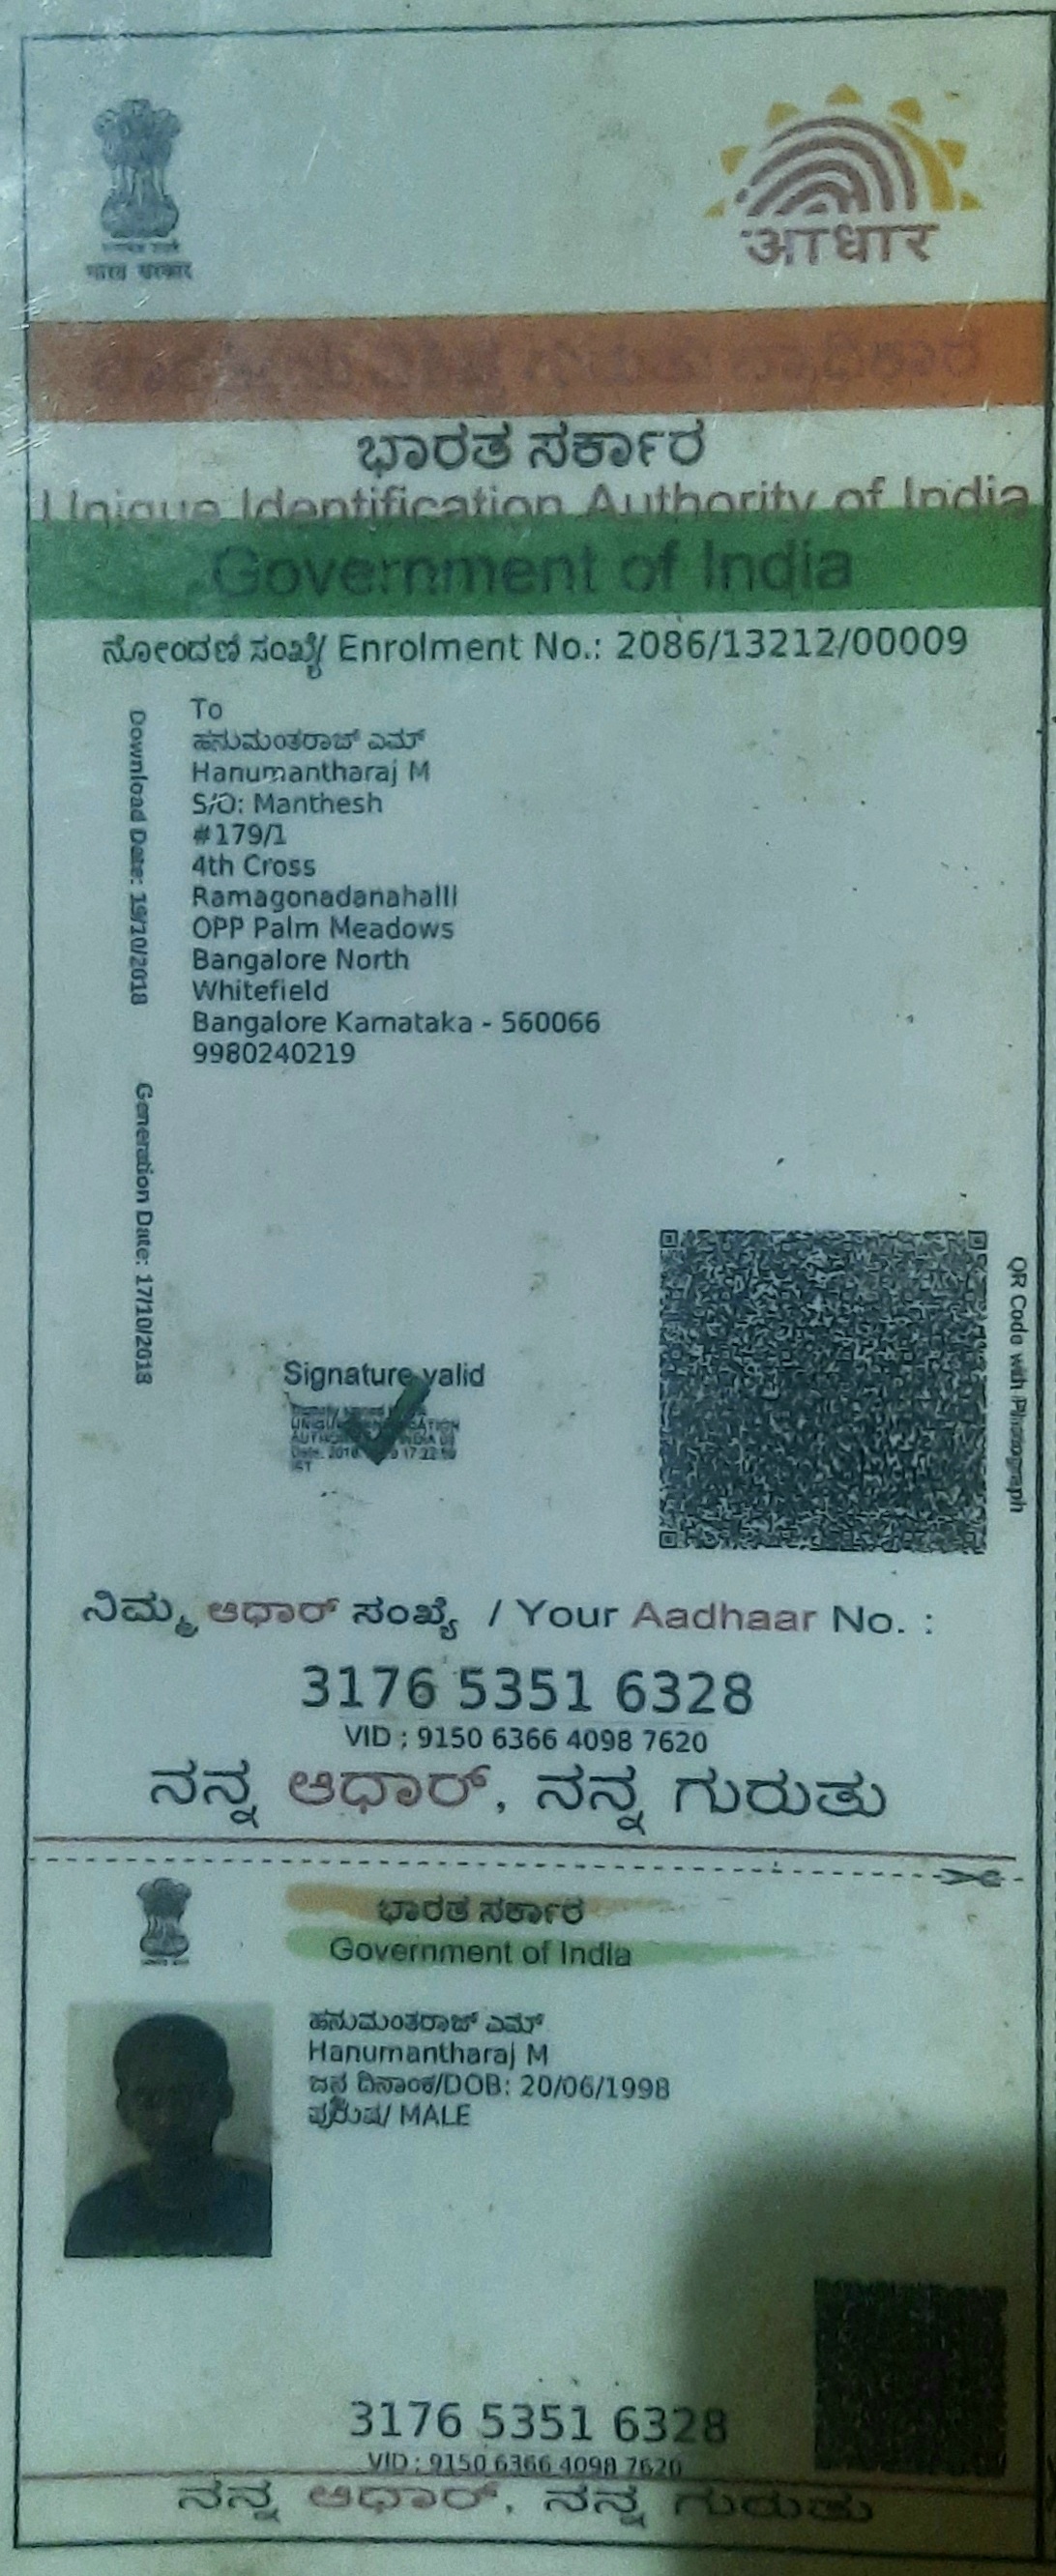 भारत सरकार
आधार
ಭಾರತ ಸರ್ಕಾರ
Unique Identification Authority of India
Government of India
ನೋಂದಣಿ ಸಂಖ್ಯೆ/ Enrolment No.: 2086/13212/00009
To
ಹನುಮಂತರಾಜ್ ಎಮ್
Hanumantharaj M
S/O: Manthesh
#179/1
4th Cross
Ramagonadanahalli
OPP Palm Meadows
Bangalore North
Whitefield
Bangalore Karnataka - 560066
9980240219
Download Date: 19/10/2018
Generation Date: 17/10/2018
Signature valid
QR Code with Photograph
ನಿಮ್ಮ ಆಧಾರ್ ಸಂಖ್ಯೆ / Your Aadhaar No. :
3176 5351 6328
VID : 9150 6366 4098 7620
ನನ್ನ ಆಧಾರ್, ನನ್ನ ಗುರುತು
ಭಾರತ ಸರ್ಕಾರ
Government of India
ಹನುಮಂತರಾಜ್ ಎಮ್
Hanumantharaj M
ಜನ್ಮ ದಿನಾಂಕ/DOB: 20/06/1998
ಪುರುಷ/ MALE
3176 5351 6328
VID : 9150 6366 4098 7620
ನನ್ನ ಆಧಾರ್, ನನ್ನ ಗುರುತು